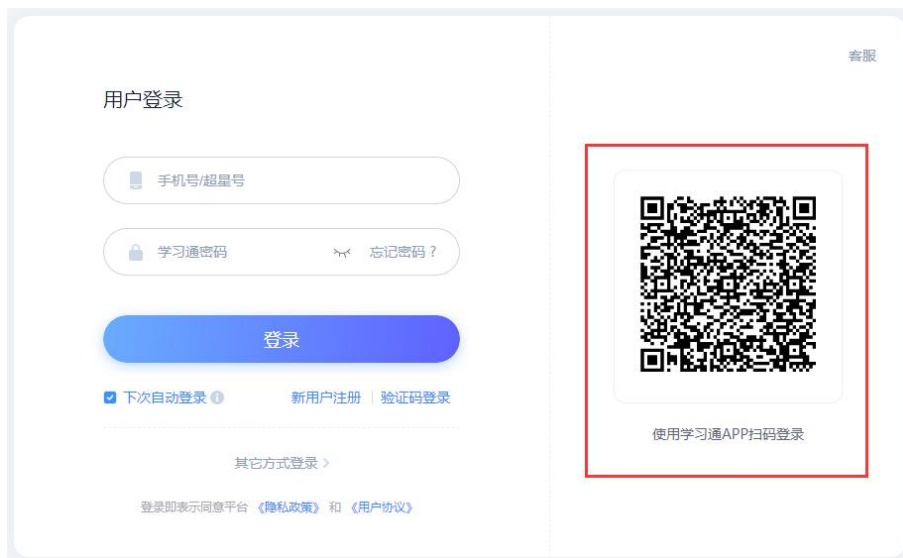 客服
用户登录
手机号/超星号
学习通密码
忘记密码？
登录
下次自动登录
新用户注册
验证码登录
其它方式登录
登录即表示同意平台 《隐私政策》 和 《用户协议》
使用学习通APP扫码登录